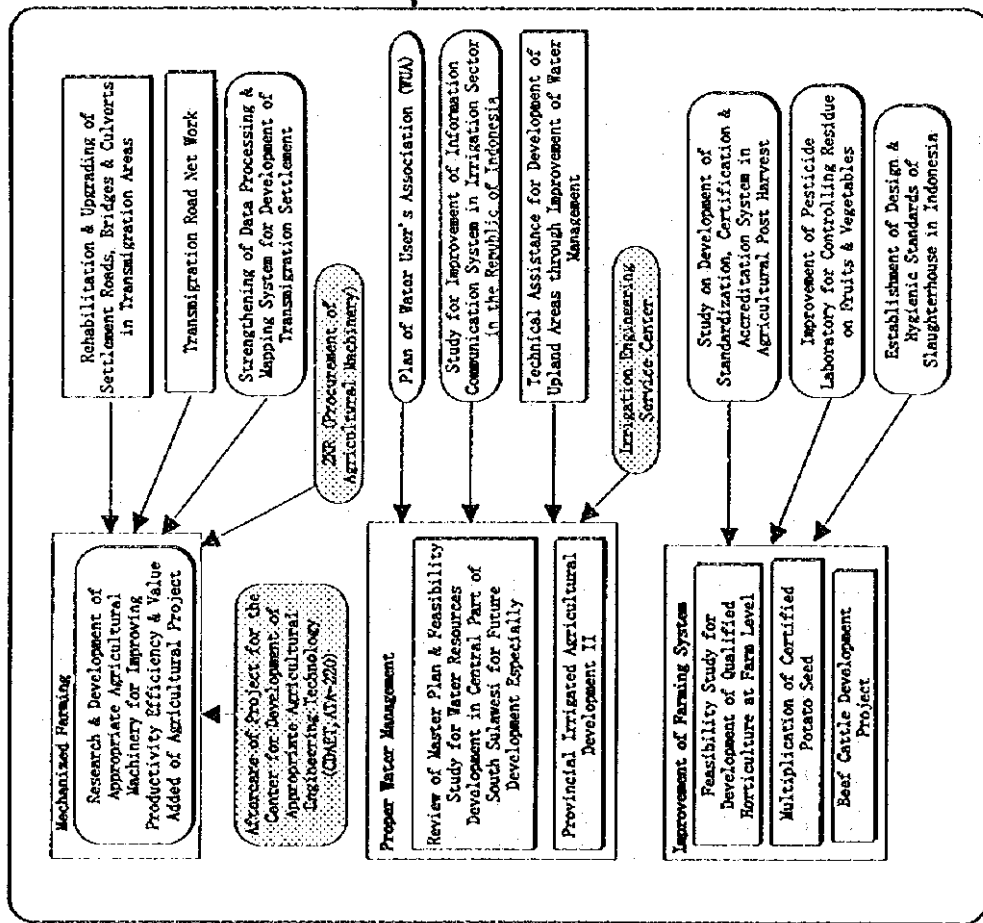 Mechanized Farming
Research & Development of
Appropriate Agricultural
Machinery for Improving
Productivity Efficiency & Value
Added of Agricultural Project
Aftercare of Project for the
Center for Development of
Appropriate Agricultural
Engineering Technology
(CDAET, ATA-220)
Rehabilitation & Upgrading of
Settlement Roads, Bridges & Culverts
in Transmigration Areas
Transmigration Road Net Work
Strengthening of Data Processing &
Mapping System for Development of
Transmigration Settlement
2KR (Procurement of
Agricultural Machinery)
Proper Water Management
Review of Master Plan & Feasibility
Study for Water Resources
Development in Central Part of
South Sulawesi for Future
Development Especially
Provincial Irrigated Agricultural
Development II
Plan of Water User's Association (WUA)
Study for Improvement of Information
Communication System in Irrigation Sector
in the Republic of Indonesia
Technical Assistance for Development of
Upland Areas through Improvement of Water
Management
Irrigation Engineering
Service Center
Improvement of Farming System
Feasibility Study for
Development of Qualified
Horticulture at Farm Level
Multiplication of Certified
Potato Seed
Beef Cattle Development
Project
Study on Development of
Standardization, Certification &
Accreditation System in
Agricultural Post Harvest
Improvement of Pesticide
Laboratory for Controlling Residue
on Fruits & Vegetables
Establishment of Design &
Hygienic Standards of
Slaughterhouse in Indonesia